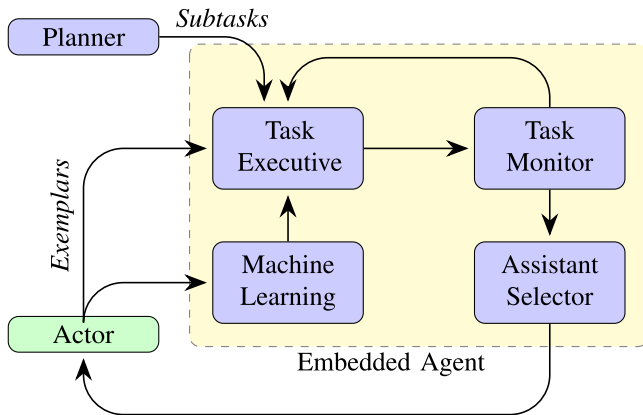 Subtasks
Planner
Task
Executive
Task
Monitor
Exemplars
Machine
Learning
Assistant
Selector
Actor
Embedded Agent